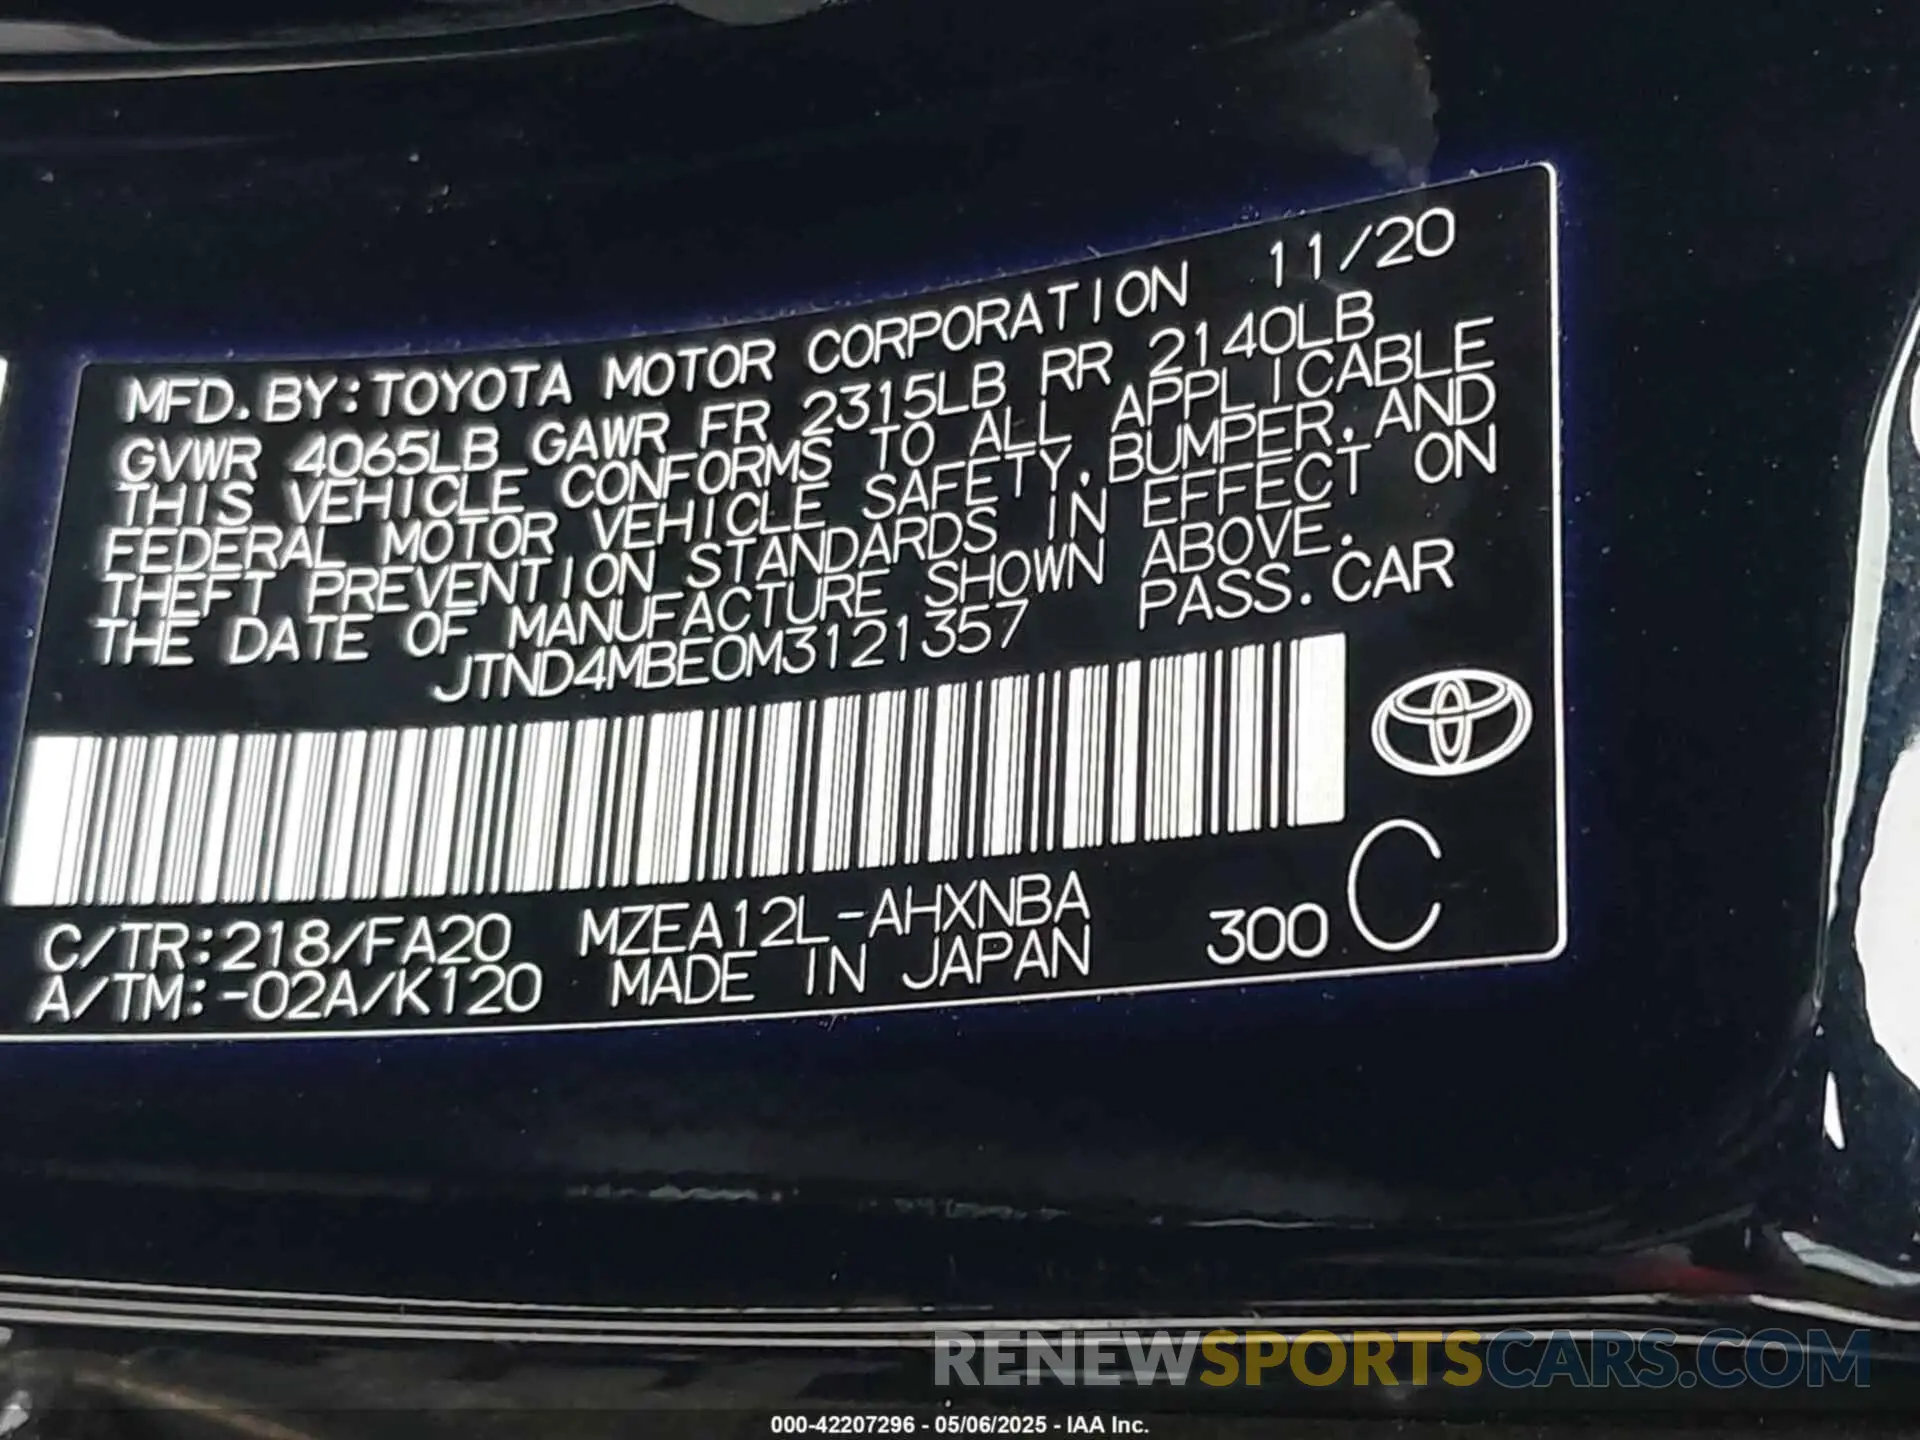 MFD.BY:TOYOTA MOTOR CORPORATION 11/20
GVWR 4065LB GAWR FR 2315LB RR 2140LB
THIS VEHICLE CONFORMS TO ALL APPLICABLE
FEDERAL MOTOR VEHICLE SAFETY,BUMPER,AND
THEFT PREVENTION STANDARDS IN EFFECT ON
THE DATE OF MANUFACTURE SHOWN ABOVE.
JTND4MBE0M3121357 PASS.CAR
C/TR:218/FA20 MZEA12L-AHXNBA
A/TM:-02A/K120 MADE IN JAPAN 300 C
RENEWSPORTSCARS.COM
000-42207296 - 05/06/2025 - IAA Inc.